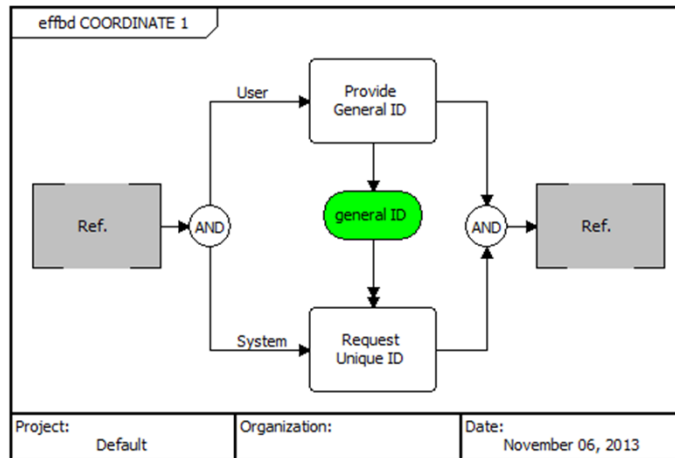 effbd COORDINATE 1
User
Provide
General ID
Ref.
AND
general ID
AND
Ref.
System
Request
Unique ID
Project:
Default
Organization:
Date:
November 06, 2013